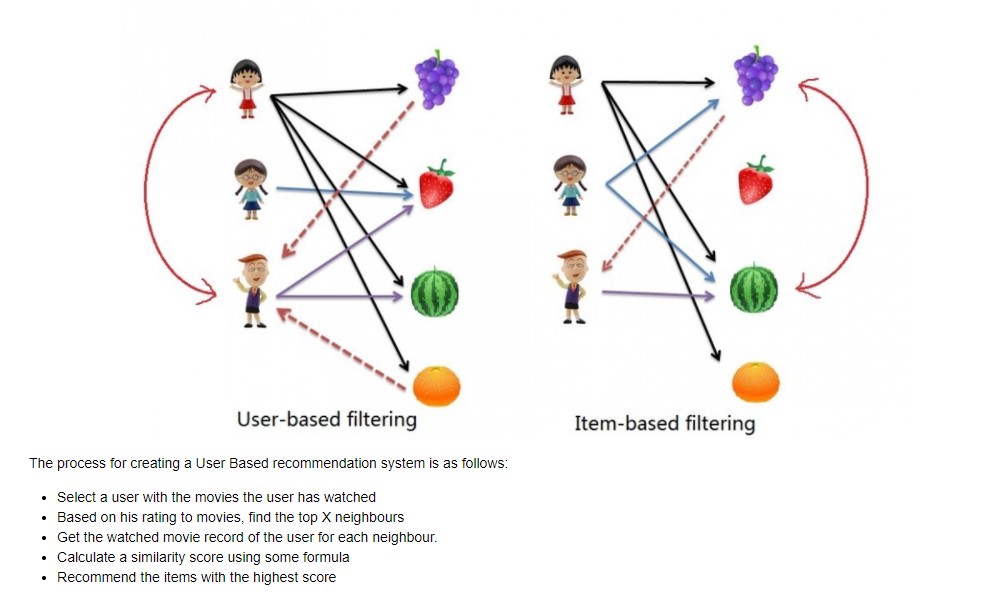 User-based filtering
Item-based filtering
The process for creating a User Based recommendation system is as follows:
Select a user with the movies the user has watched
Based on his rating to movies, find the top X neighbours
Get the watched movie record of the user for each neighbour.
Calculate a similarity score using some formula
Recommend the items with the highest score